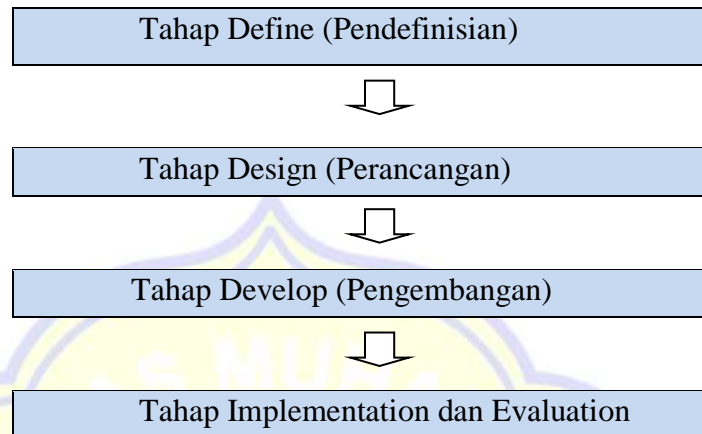 Tahap Define (Pendefinisian)
Tahap Design (Perancangan)
Tahap Develop (Pengembangan)
Tahap Implementation dan Evaluation